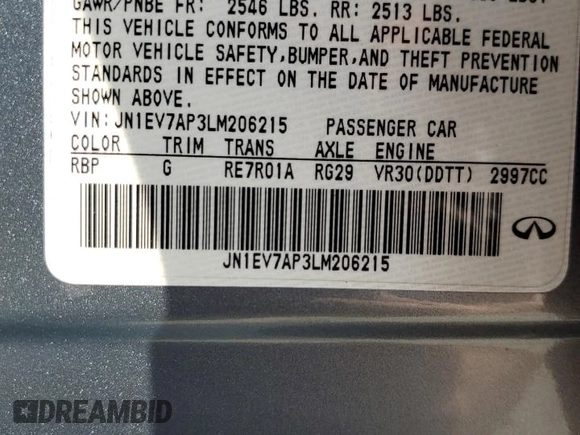 GAWR/PNBE FR: 2546 LBS. RR: 2513 LBS.
THIS VEHICLE CONFORMS TO ALL APPLICABLE FEDERAL
MOTOR VEHICLE SAFETY,BUMPER,AND THEFT PREVENTION
STANDARDS IN EFFECT ON THE DATE OF MANUFACTURE
SHOWN ABOVE.
VIN:JN1EV7AP3LM206215 PASSENGER CAR
COLOR TRIM TRANS AXLE ENGINE
RBP G RE7R01A RG29 VR30(DDTT) 2997CC
JN1EV7AP3LM206215
DREAMBID